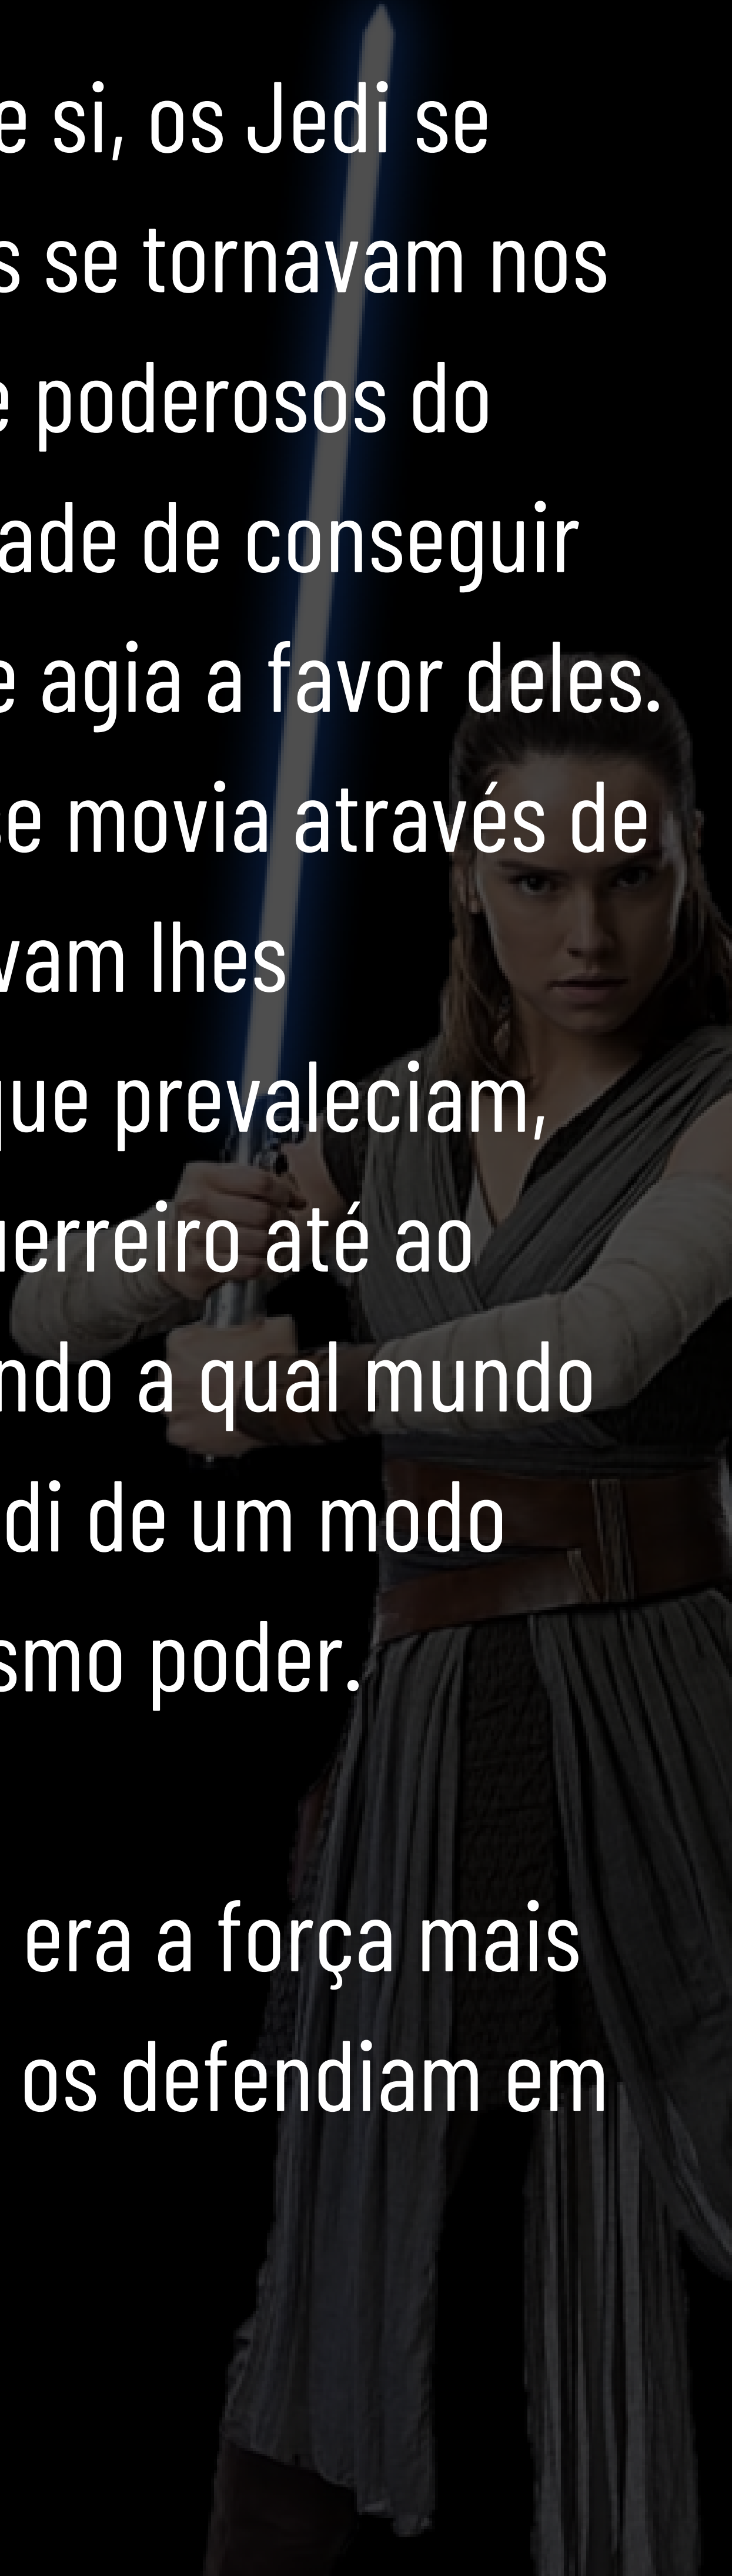 e si, os Jedi se
s se tornavam nos
e poderosos do
ade de conseguir
e agia a favor deles.
se movia através de
vam lhes
que prevaleciam,
uerreiro até ao
ndo a qual mundo
di de um modo
smo poder.
era a força mais
os defendiam em